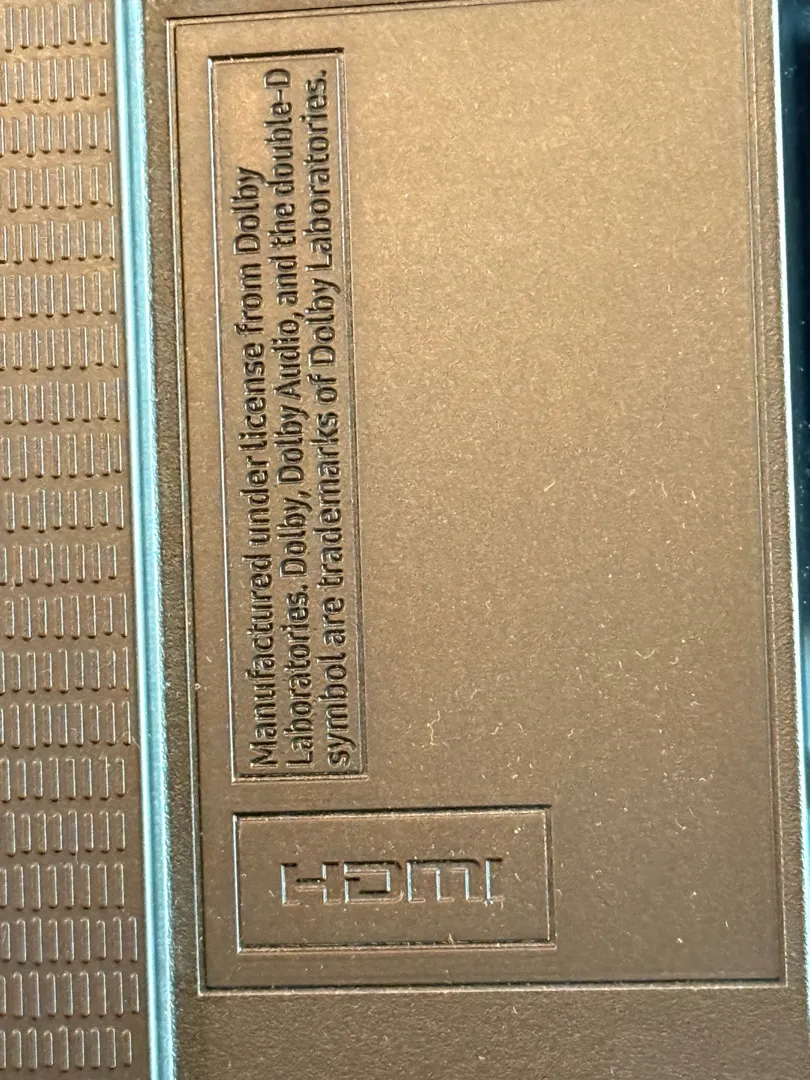 Manufactured under license from Dolby
Laboratories. Dolby, Dolby Audio, and the double-D
symbol are trademarks of Dolby Laboratories.
HDMI